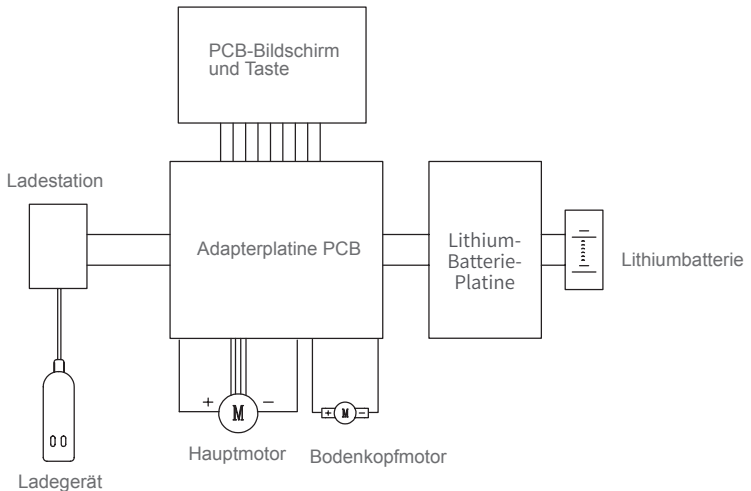 PCB-Bildschirm
und Taste
Ladestation
Adapterplatine PCB
Lithium-
Batterie-
Platine
Lithiumbatterie
+ M −
+ M −
Hauptmotor
Bodenkopfmotor
Ladegerät